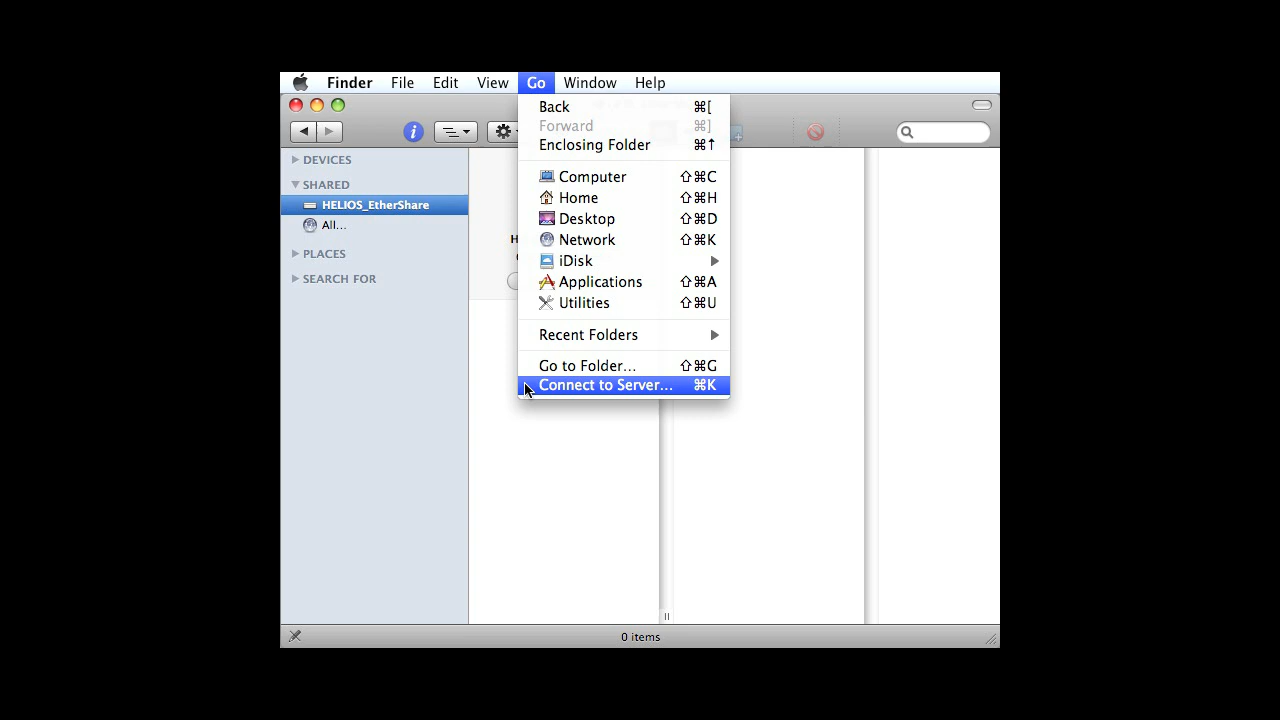 Finder File Edit View Go Window Help
Back ⌘[
Forward ⌘]
Enclosing Folder ⌘↑
Computer ⇧⌘C
Home ⇧⌘H
Desktop ⇧⌘D
Network ⇧⌘K
iDisk
Applications ⇧⌘A
Utilities ⇧⌘U
Recent Folders
Go to Folder... ⇧⌘G
Connect to Server... ⌘K
DEVICES
SHARED
HELIOS_EtherShare
All...
PLACES
SEARCH FOR
0 items